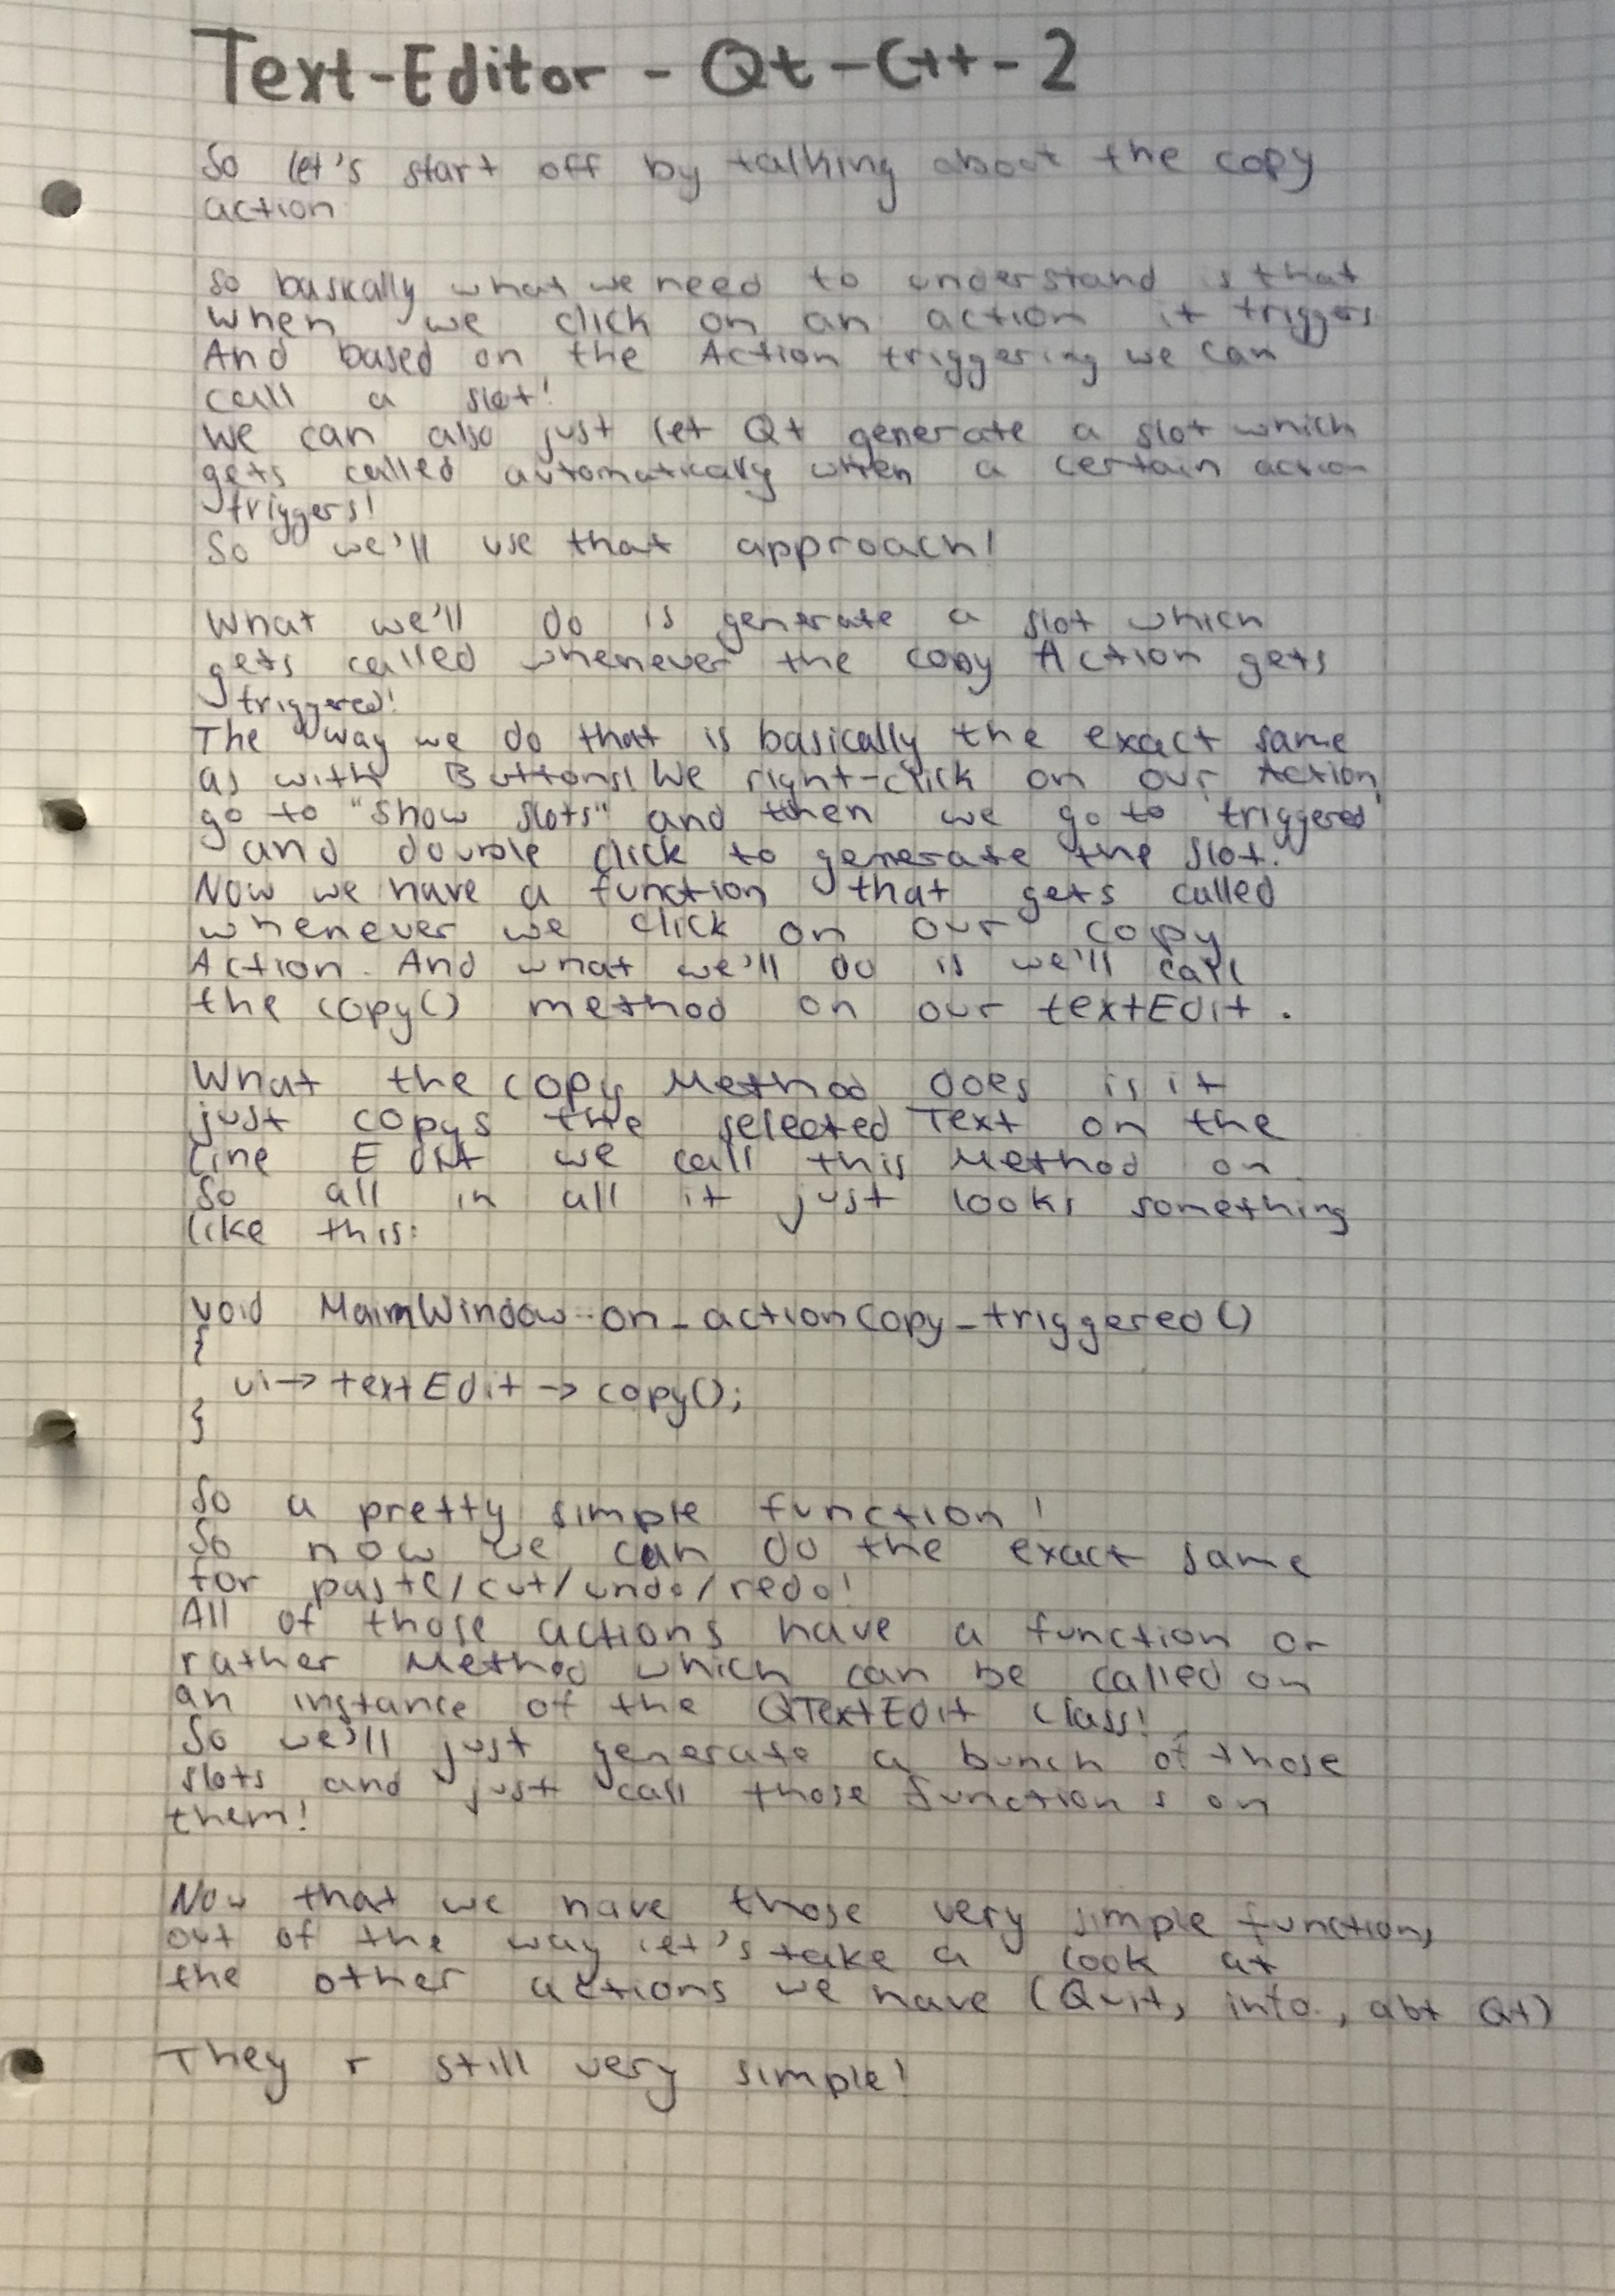 Text-Editor - Qt-C++-2
So let's start off by talking about the copy
action
So basically what we need to understand is that
when we click on an action it triggers
And based on the Action triggering we can
call a slot!
We can also just let Qt generate a slot which
gets called automatically when a certain action
triggers!
So we'll use that approach!
What we'll do is generate a slot which
gets called whenever the copy Action gets
triggered!
The way we do that is basically the exact same
as with Buttons! We right-click on our Action
go to "show slots" and then we go to "triggered"
and double click to generate the slot.
Now we have a function that gets called
whenever we click on our copy
Action. And what we'll do is we'll call
the copy() method on our textEdit.
What the copy Method does is it
just copys the selected Text on the
Line Edit we call this Method on
So all in all it just looks something
like this:
void MainWindow::on_actionCopy_triggered()
{
ui->textEdit->copy();
}
So a pretty simple function!
So now we can do the exact same
for paste/cut/undo/redo!
All of those actions have a function or
rather Method which can be called on
an instance of the QTextEdit class!
So we'll just generate a bunch of those
slots and just call those functions on
them!
Now that we have those very simple functions
out of the way let's take a look at
the other actions we have (Quit, info, abt Qt)
They r still very simple!